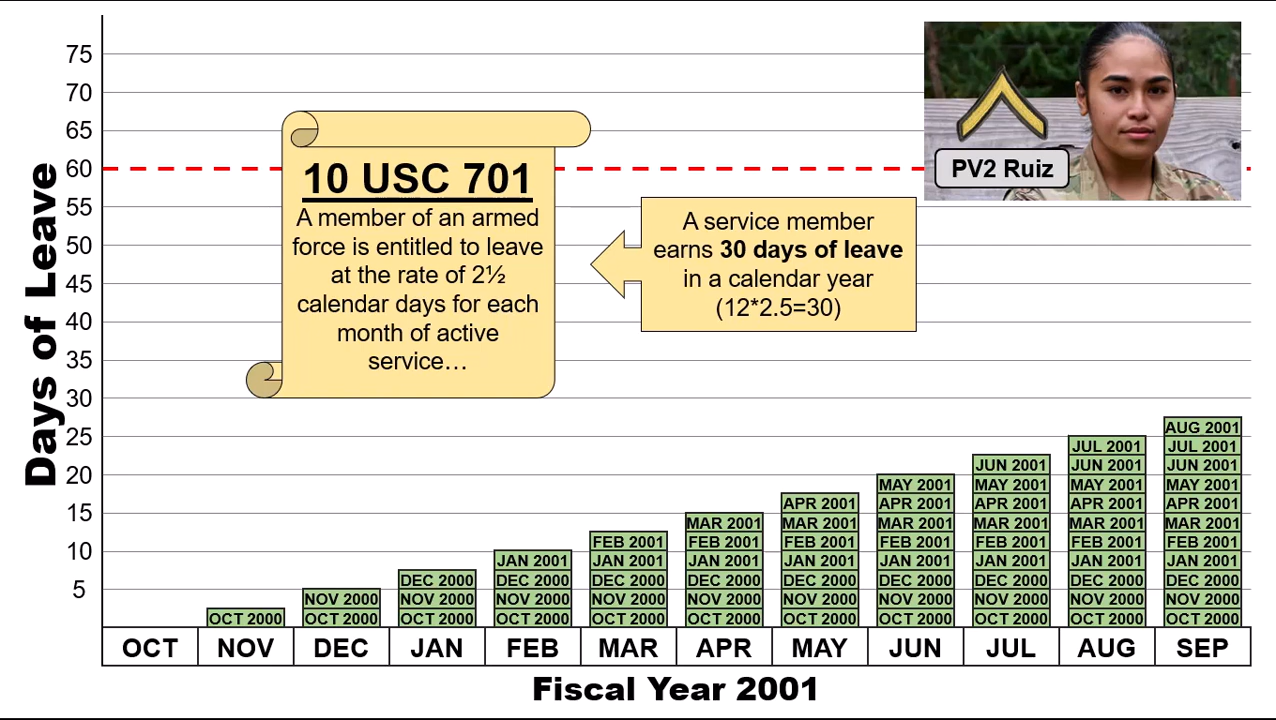 75
70
65
60
55
50
45
40
35
30
25
20
15
10
5
Days of Leave
10 USC 701
A member of an armed
force is entitled to leave
at the rate of 2½
calendar days for each
month of active
service…
A service member
earns 30 days of leave
in a calendar year
(12*2.5=30)
PV2 Ruiz
OCT 2000
NOV 2000
OCT 2000
DEC 2000
NOV 2000
OCT 2000
JAN 2001
DEC 2000
NOV 2000
OCT 2000
FEB 2001
JAN 2001
DEC 2000
NOV 2000
OCT 2000
MAR 2001
FEB 2001
JAN 2001
DEC 2000
NOV 2000
OCT 2000
APR 2001
MAR 2001
FEB 2001
JAN 2001
DEC 2000
NOV 2000
OCT 2000
MAY 2001
APR 2001
MAR 2001
FEB 2001
JAN 2001
DEC 2000
NOV 2000
OCT 2000
JUN 2001
MAY 2001
APR 2001
MAR 2001
FEB 2001
JAN 2001
DEC 2000
NOV 2000
OCT 2000
JUL 2001
JUN 2001
MAY 2001
APR 2001
MAR 2001
FEB 2001
JAN 2001
DEC 2000
NOV 2000
OCT 2000
AUG 2001
JUL 2001
JUN 2001
MAY 2001
APR 2001
MAR 2001
FEB 2001
JAN 2001
DEC 2000
NOV 2000
OCT 2000
OCT NOV DEC JAN FEB MAR APR MAY JUN JUL AUG SEP
Fiscal Year 2001